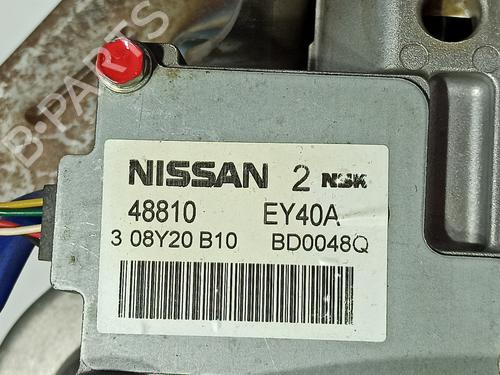 B-PARTS
NISSAN 2 NSK
48810 EY40A
3 08Y20 B10 BD0048Q